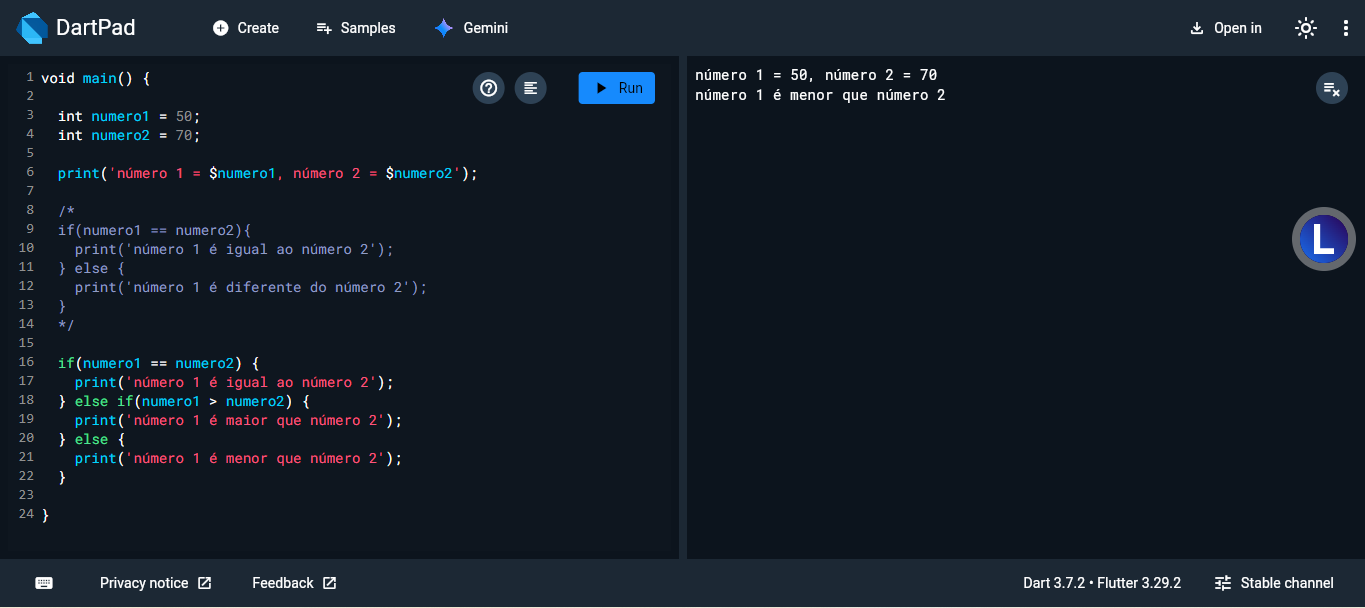 DartPad Create Samples Gemini Open in
1 void main() {
2
3   int numero1 = 50;
4   int numero2 = 70;
5
6   print('número 1 = $numero1, número 2 = $numero2');
7
8   /*
9   if(numero1 == numero2){
10     print('número 1 é igual ao número 2');
11   } else {
12     print('número 1 é diferente do número 2');
13   }
14   */
15
16   if(numero1 == numero2) {
17     print('número 1 é igual ao número 2');
18   } else if(numero1 > numero2) {
19     print('número 1 é maior que número 2');
20   } else {
21     print('número 1 é menor que número 2');
22   }
23
24 }
Run
número 1 = 50, número 2 = 70
número 1 é menor que número 2
L
Privacy notice Feedback Dart 3.7.2 • Flutter 3.29.2 Stable channel